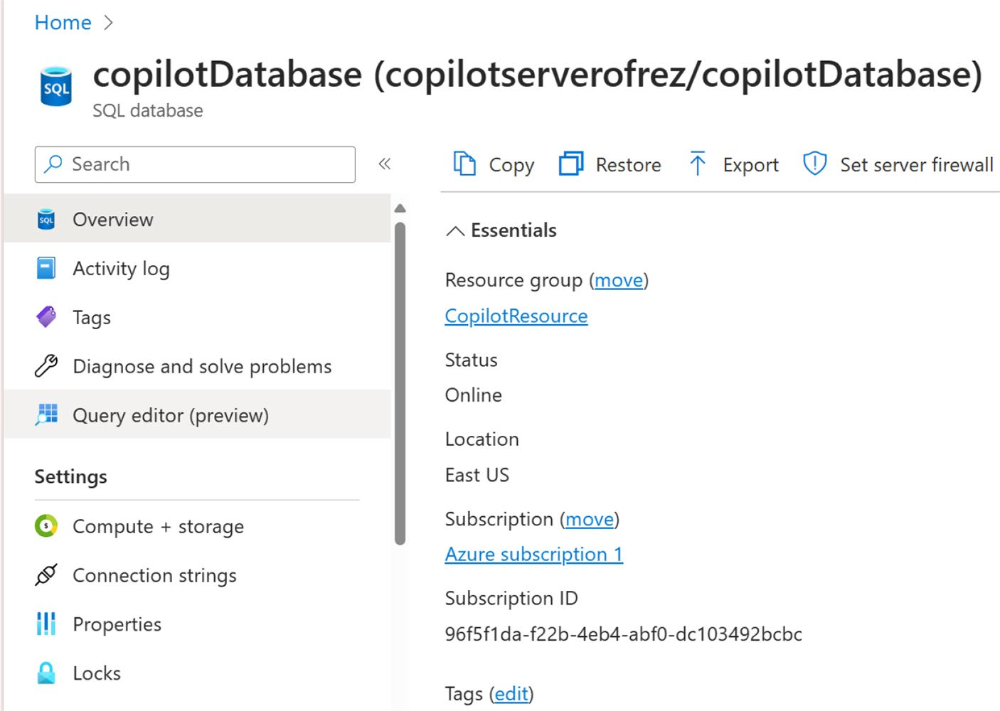 Home >
SQL
copilotDatabase (copilotserverofrez/copilotDatabase)
SQL database
Search
«
Copy
Restore
Export
Set server firewall
SQL
Overview
Activity log
Tags
Diagnose and solve problems
Query editor (preview)
Settings
Compute + storage
Connection strings
Properties
Locks
Essentials
Resource group (move)
CopilotResource
Status
Online
Location
East US
Subscription (move)
Azure subscription 1
Subscription ID
96f5f1da-f22b-4eb4-abf0-dc103492bcbc
Tags (edit)